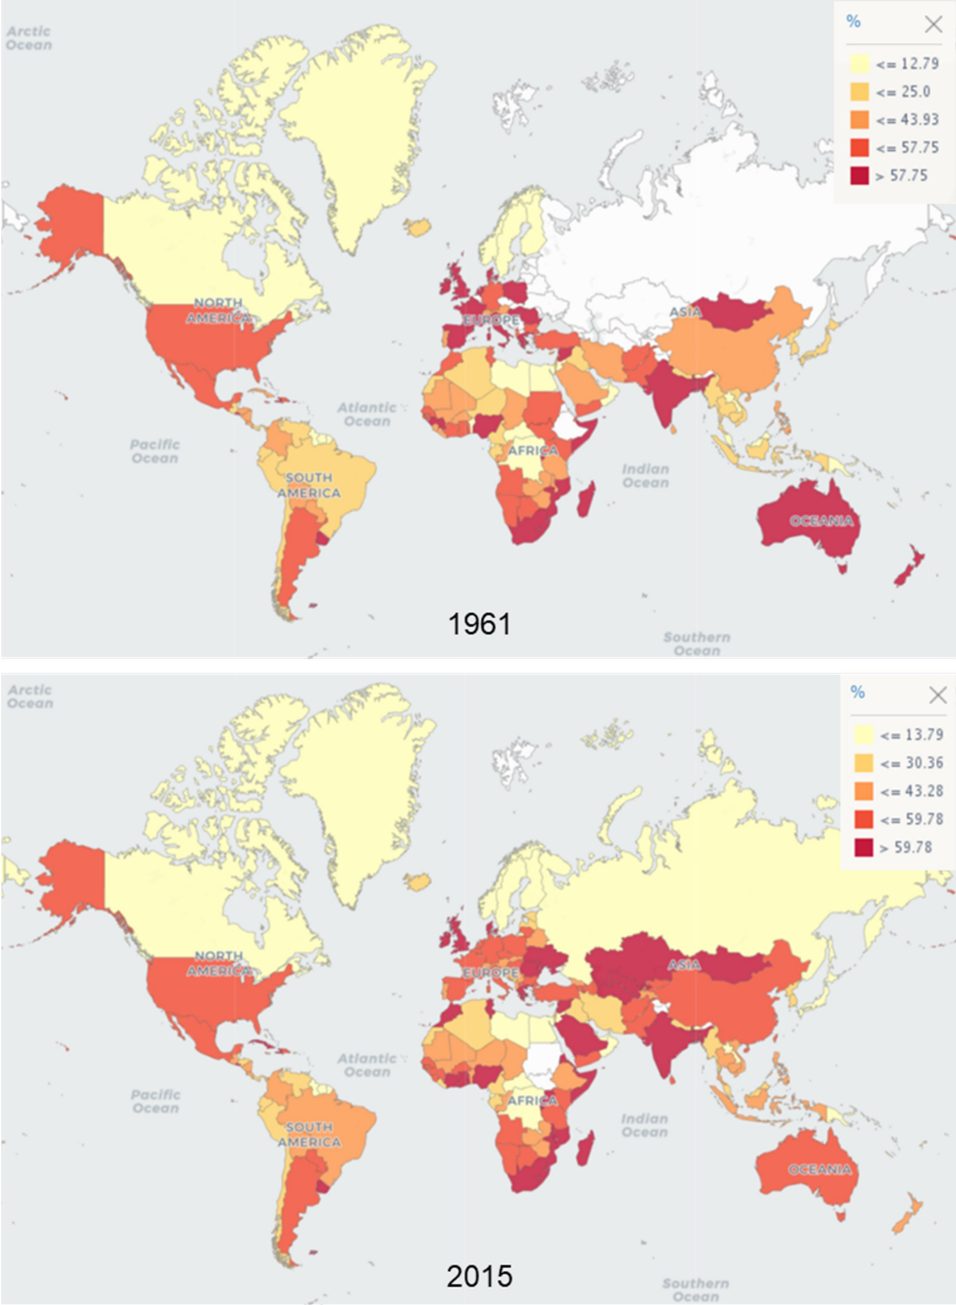 Arctic
Ocean
%
<= 12.79
<= 25.0
<= 43.93
<= 57.75
> 57.75
NORTH
AMERICA
ASIA
EUROPE
Atlantic
Ocean
Pacific
Ocean
AFRICA
Indian
Ocean
SOUTH
AMERICA
OCEANIA
1961
Southern
Ocean
Arctic
Ocean
%
<= 13.79
<= 30.36
<= 43.28
<= 59.78
> 59.78
NORTH
AMERICA
ASIA
EUROPE
Atlantic
Ocean
Pacific
Ocean
AFRICA
Indian
Ocean
SOUTH
AMERICA
OCEANIA
2015
Southern
Ocean